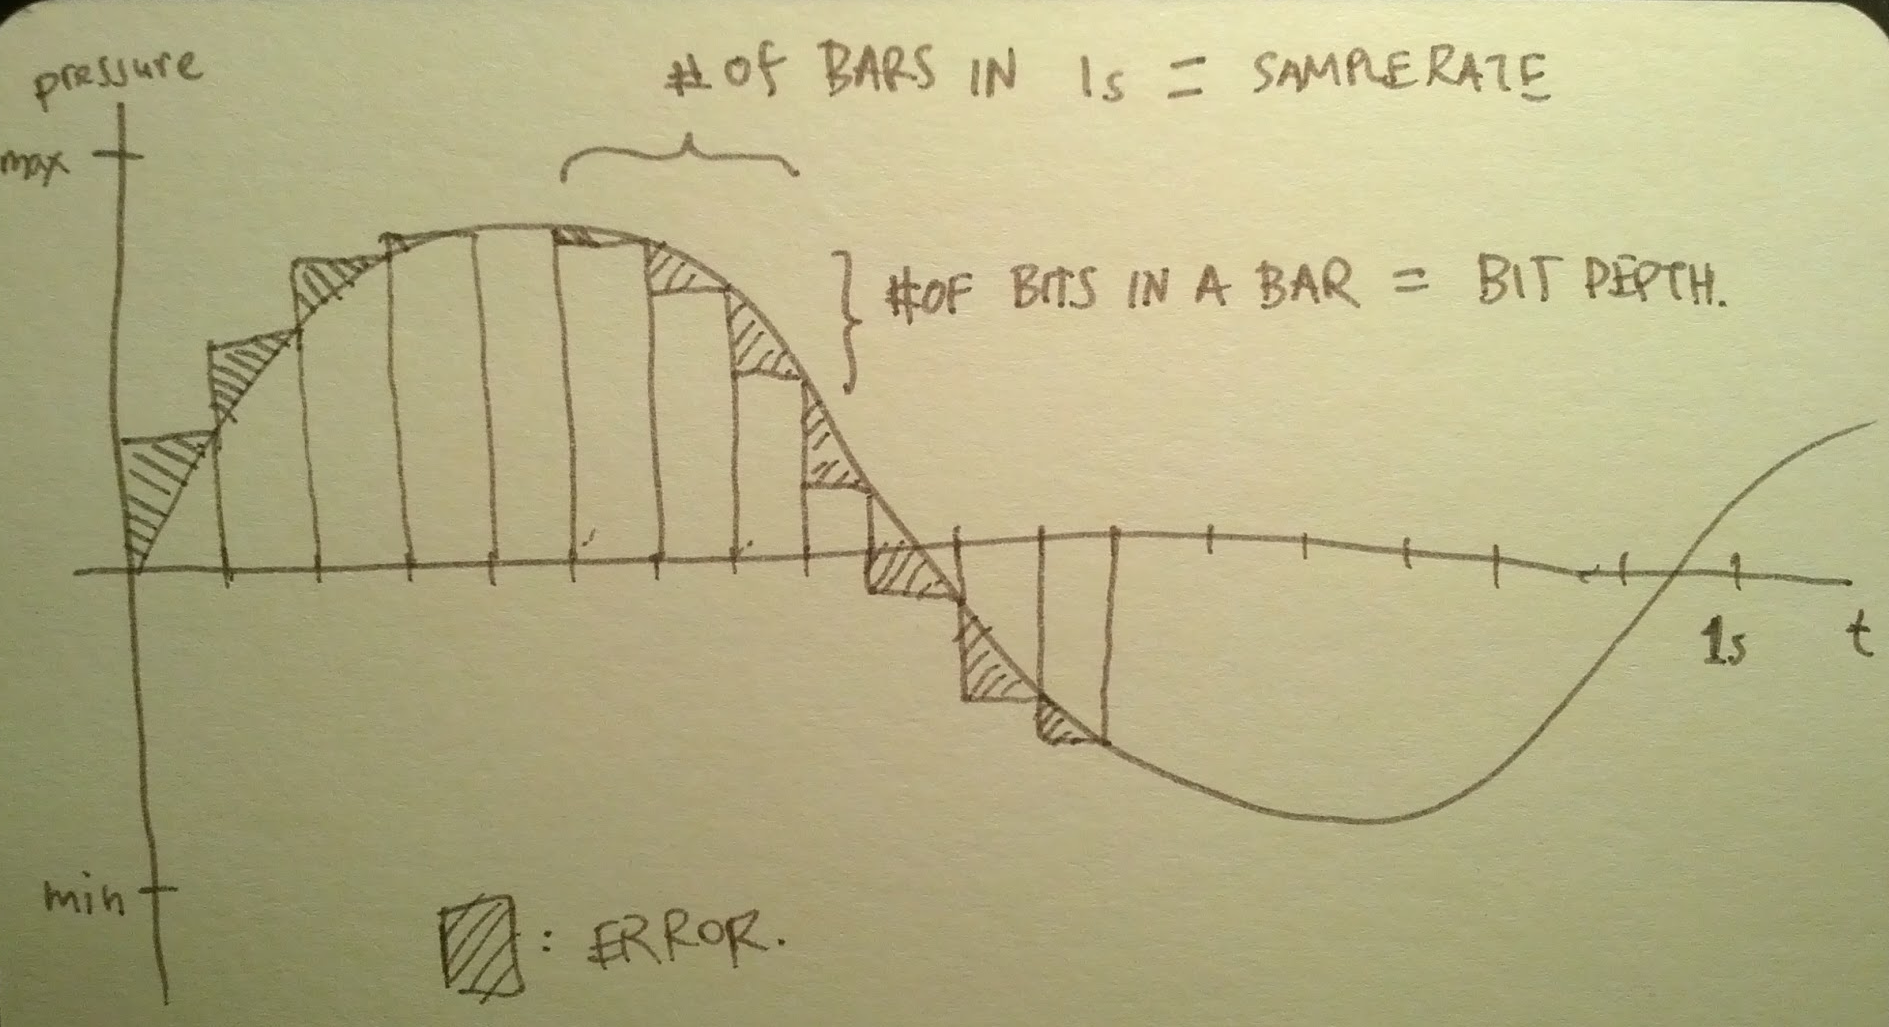 pressure
# OF BARS IN 1s = SAMPLERATE
max
# OF BITS IN A BAR = BIT DEPTH.
1s
t
min
: ERROR.